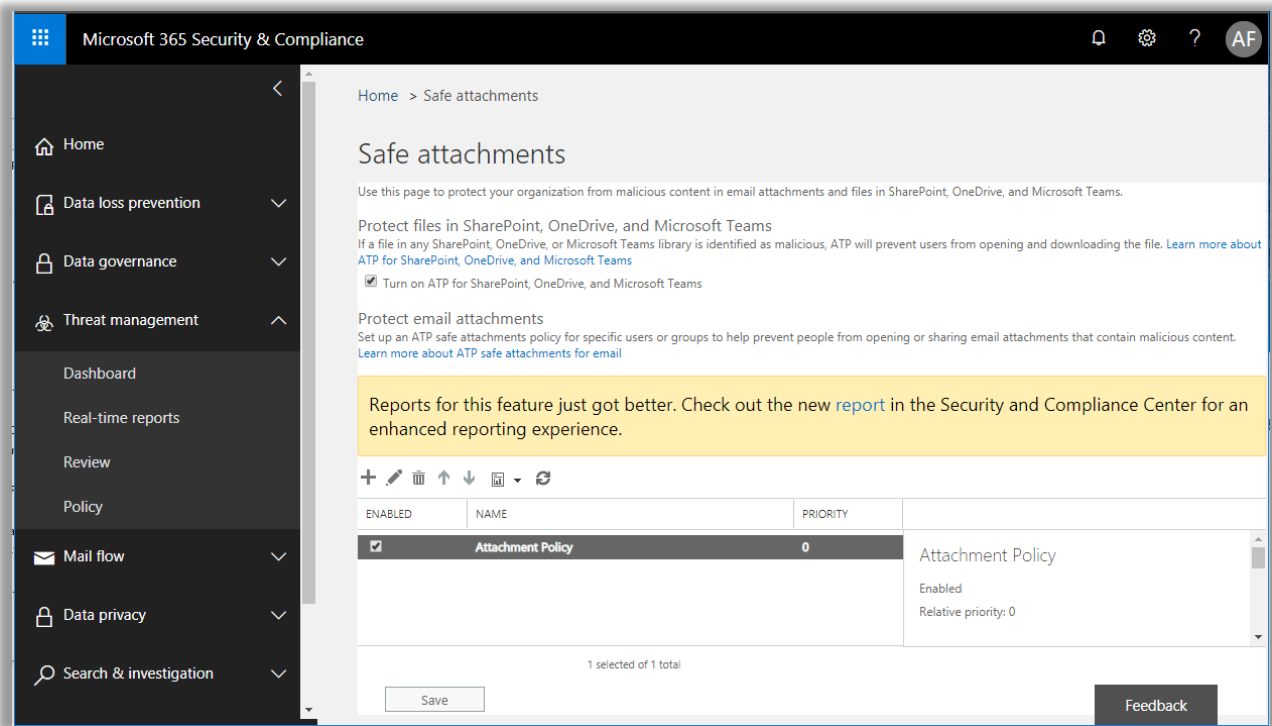 Microsoft 365 Security & Compliance
?
AF
Home
Data loss prevention
Data governance
Threat management
Dashboard
Real-time reports
Review
Policy
Mail flow
Data privacy
Search & investigation
Home > Safe attachments
Safe attachments
Use this page to protect your organization from malicious content in email attachments and files in SharePoint, OneDrive, and Microsoft Teams.
Protect files in SharePoint, OneDrive, and Microsoft Teams
If a file in any SharePoint, OneDrive, or Microsoft Teams library is identified as malicious, ATP will prevent users from opening and downloading the file. Learn more about
ATP for SharePoint, OneDrive, and Microsoft Teams
Turn on ATP for SharePoint, OneDrive, and Microsoft Teams
Protect email attachments
Set up an ATP safe attachments policy for specific users or groups to help prevent people from opening or sharing email attachments that contain malicious content.
Learn more about ATP safe attachments for email
Reports for this feature just got better. Check out the new report in the Security and Compliance Center for an
enhanced reporting experience.
ENABLED NAME PRIORITY
Attachment Policy 0
Attachment Policy
Enabled
Relative priority: 0
1 selected of 1 total
Save
Feedback